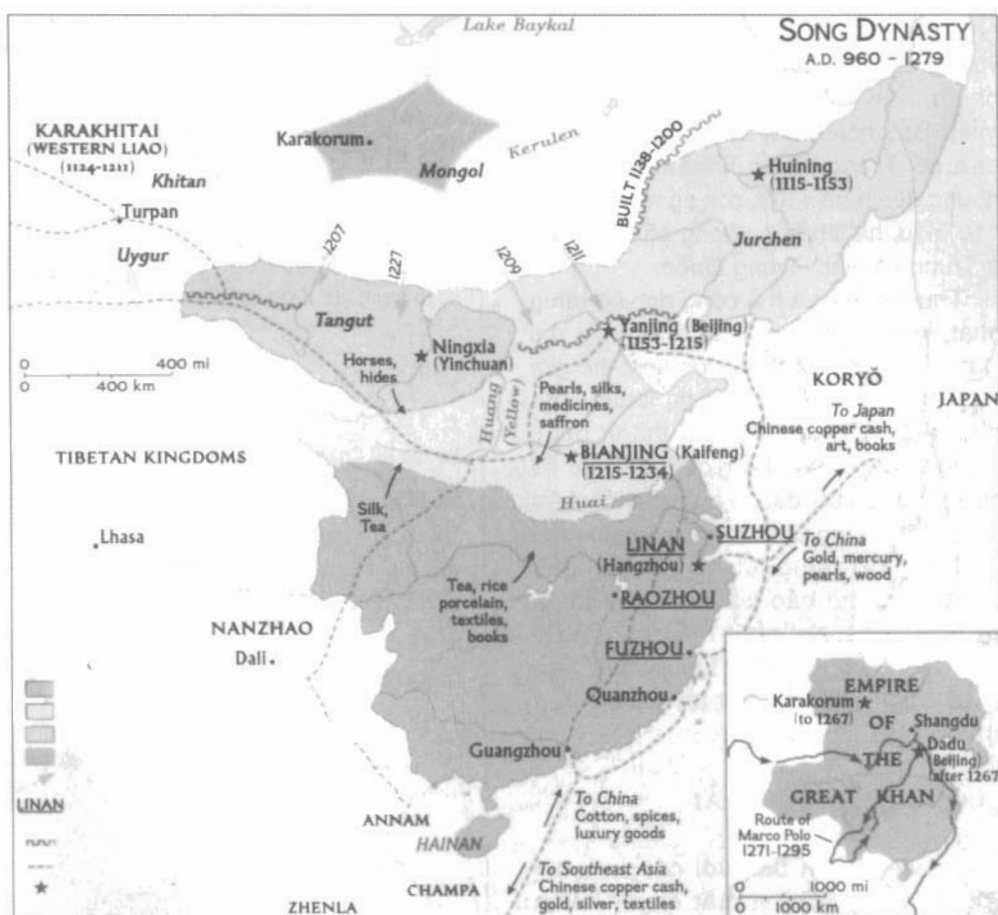 Lake Baykal
SONG DYNASTY
A.D. 960 - 1279
KARAKHITAI
(WESTERN LIAO)
(1124-1211)
Khitan
Turpan
Uygur
Karakorum
Mongol
Kerulen
BUILT 1138-1200
Huining
(1115-1153)
Jurchen
1207
1227
1209
1211
Tangut
Ningxia
(Yinchuan)
Yanjing (Beijing)
(1153-1215)
0 400 mi
0 400 km
Horses,
hides
Huang
(Yellow)
Pearls, silks,
medicines,
saffron
KORYŎ
JAPAN
To Japan
Chinese copper cash,
art, books
BIANJING (Kaifeng)
(1215-1234)
TIBETAN KINGDOMS
Huai
Silk,
Tea
Lhasa
SUZHOU
LINAN
(Hangzhou)
To China
Gold, mercury,
pearls, wood
Tea, rice
porcelain,
textiles,
books
RAOZHOU
NANZHAO
Dali
FUZHOU
Quanzhou
Guangzhou
LINAN
ANNAM
HAINAN
To China
Cotton, spices,
luxury goods
CHAMPA
To Southeast Asia
Chinese copper cash,
gold, silver, textiles
ZHENLA
EMPIRE
OF
THE
GREAT KHAN
Karakorum
(to 1267)
Shangdu
Dadu
(Beijing)
(after 1267)
Route of
Marco Polo
1271-1295
0 1000 mi
0 1000 km